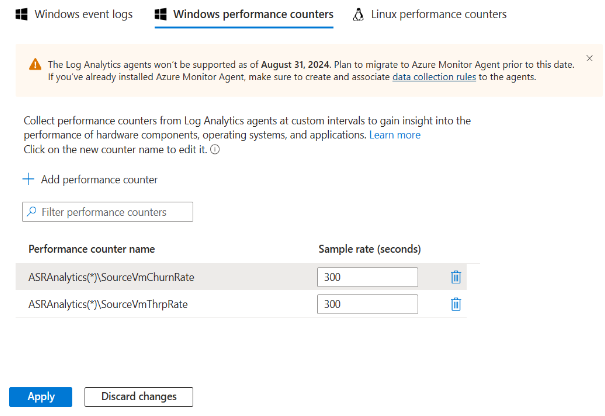 Windows event logs Windows performance counters Linux performance counters
The Log Analytics agents won't be supported as of August 31, 2024. Plan to migrate to Azure Monitor Agent prior to this date.
If you've already installed Azure Monitor Agent, make sure to create and associate data collection rules to the agents.
Collect performance counters from Log Analytics agents at custom intervals to gain insight into the
performance of hardware components, operating systems, and applications. Learn more
Click on the new counter name to edit it.
Add performance counter
Filter performance counters
Performance counter name Sample rate (seconds)
ASRAnalytics(*)\SourceVmChurnRate 300
ASRAnalytics(*)\SourceVmThrpRate 300
Apply Discard changes